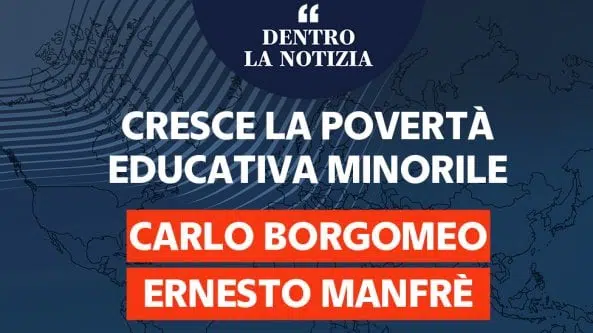 DENTRO
LA NOTIZIA
CRESCE LA POVERTÀ
EDUCATIVA MINORILE
CARLO BORGOMEO
ERNESTO MANFRÈ